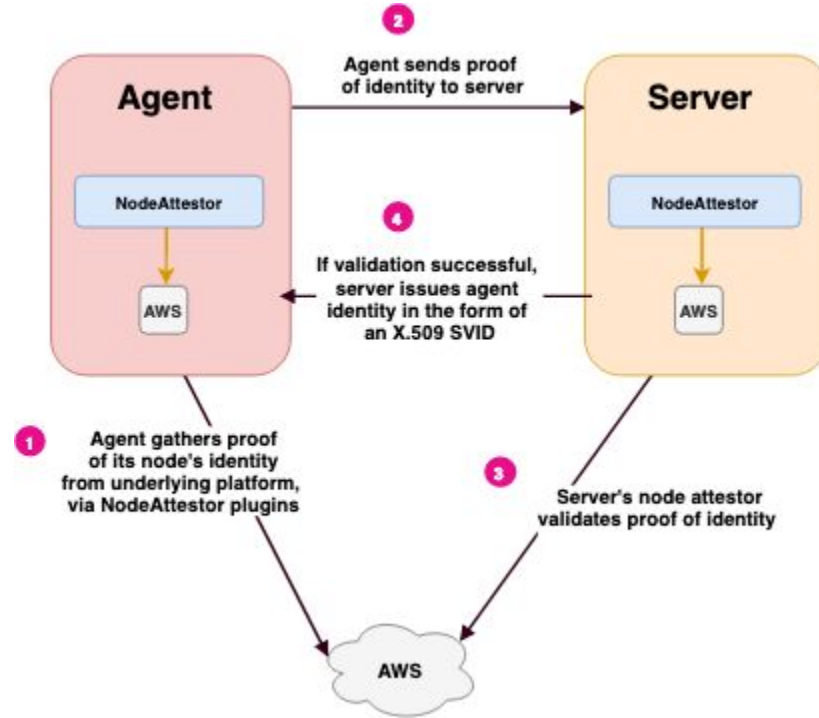 2
Agent sends proof
of identity to server
Agent
Server
NodeAttestor
NodeAttestor
AWS
AWS
4
If validation successful,
server issues agent
identity in the form of
an X.509 SVID
1
Agent gathers proof
of its node's identity
from underlying platform,
via NodeAttestor plugins
3
Server's node attestor
validates proof of identity
AWS